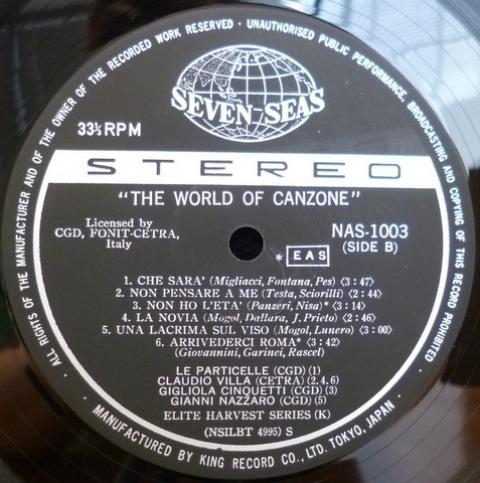 ALL RIGHTS OF THE MANUFACTURER AND OF THE OWNER OF THE RECORDED WORK RESERVED · UNAUTHORISED PUBLIC PERFORMANCE, BROADCASTING AND COPYING OF THIS RECORD PROHIBITED
SEVEN-SEAS
33⅓ RPM
STEREO
"THE WORLD OF CANZONE"
Licensed by
CGD, FONIT-CETRA,
Italy
NAS-1003
(SIDE B)
*EAS
1. CHE SARA' (Migliacci, Fontana, Pes) 〈3:47〉
2. NON PENSARE A ME (Testa, Sciorilli) 〈2:44〉
3. NON HO L'ETA' (Panzeri, Nisa)* 〈3:14〉
4. LA NOVIA (Mogol, Dallara, J. Prieto) 〈2:46〉
5. UNA LACRIMA SUL VISO (Mogol, Lunero) 〈3:00〉
6. ARRIVEDERCI ROMA* 〈3:42〉
(Giovannini, Garinei, Rascel)
LE PARTICELLE (CGD) (1)
CLAUDIO VILLA (CETRA) (2.4.6)
GIGLIOLA CINQUETTI (CGD) (3)
GIANNI NAZZARO (CGD) (5)
ELITE HARVEST SERIES (K)
(NSILBT 4995) S
· MANUFACTURED BY KING RECORD CO., LTD. TOKYO, JAPAN ·